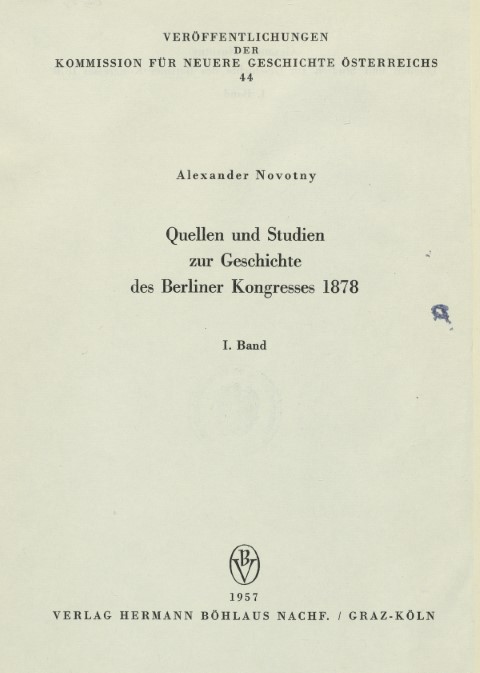 VERÖFFENTLICHUNGEN
DER
KOMMISSION FÜR NEUERE GESCHICHTE ÖSTERREICHS
44
Alexander Novotny
Quellen und Studien
zur Geschichte
des Berliner Kongresses 1878
I. Band
BV
1957
VERLAG HERMANN BÖHLAUS NACHF. / GRAZ-KÖLN